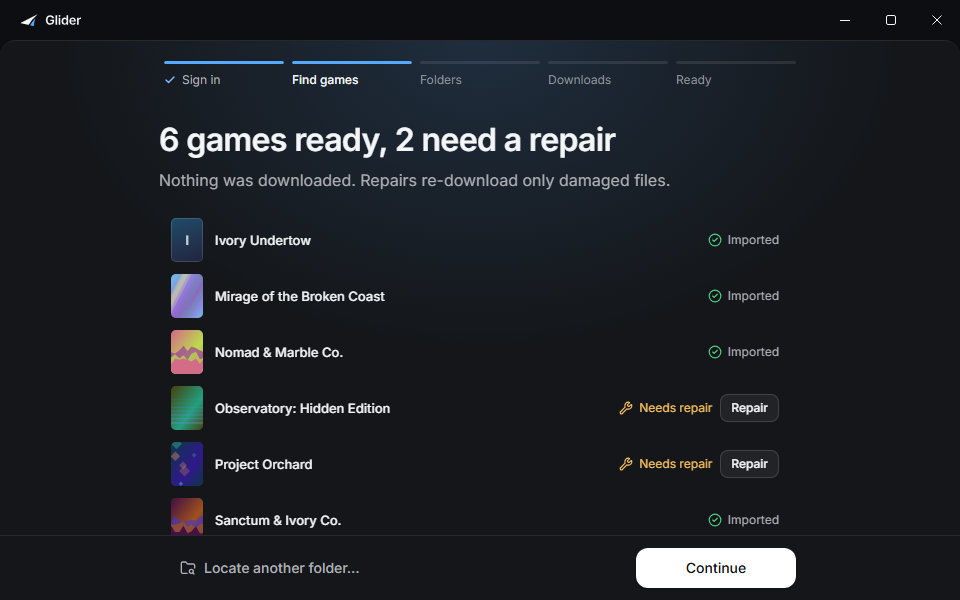 Glider
Sign in
Find games
Folders
Downloads
Ready
6 games ready, 2 need a repair
Nothing was downloaded. Repairs re-download only damaged files.
I
Ivory Undertow
Imported
Mirage of the Broken Coast
Imported
Nomad & Marble Co.
Imported
Observatory: Hidden Edition
Needs repair
Repair
Project Orchard
Needs repair
Repair
Sanctum & Ivory Co.
Imported
Locate another folder...
Continue